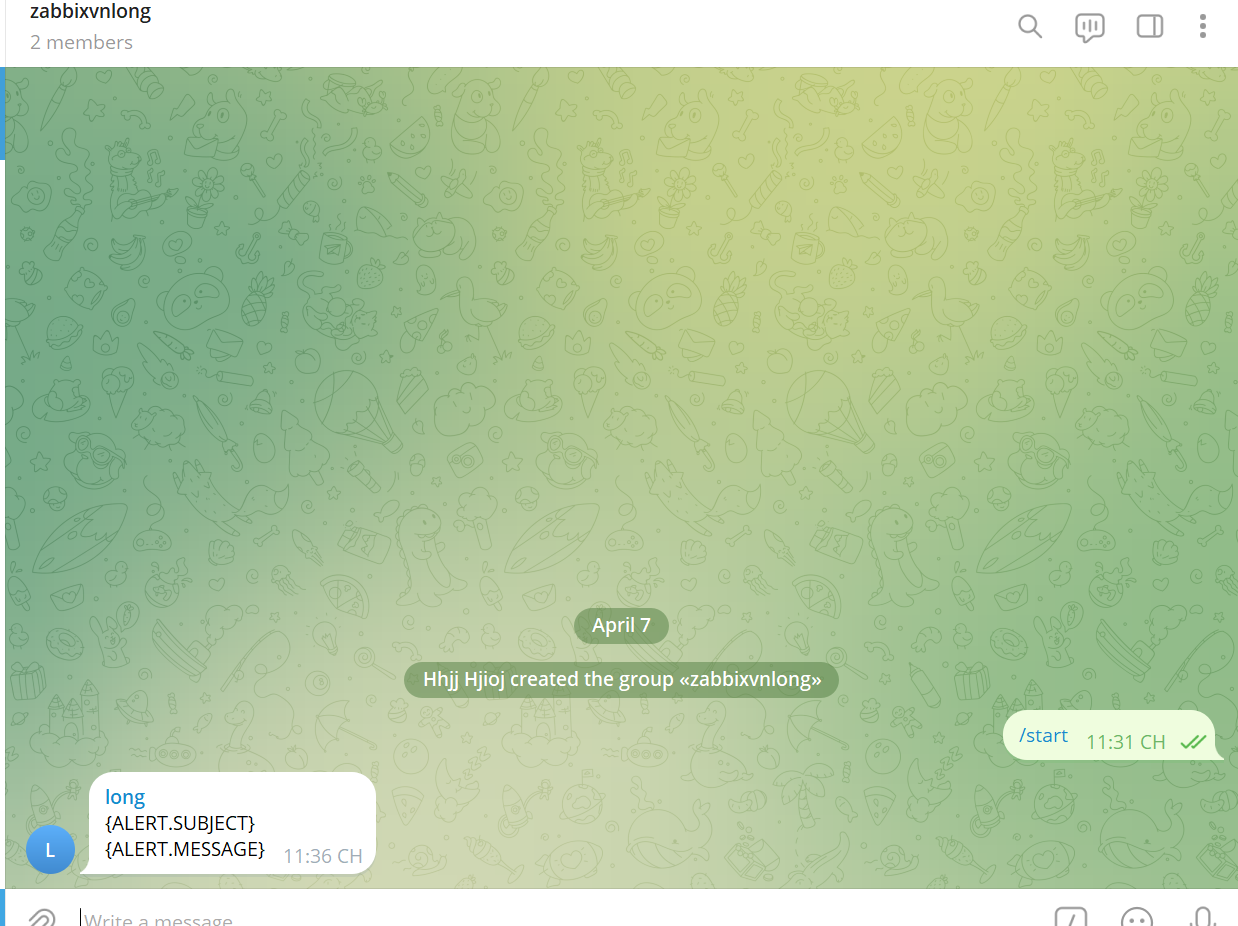 zabbixvnlong
2 members
April 7
Hhjj Hjioj created the group «zabbixvnlong»
/start 11:31 CH
long
{ALERT.SUBJECT}
{ALERT.MESSAGE} 11:36 CH
L
Write a message